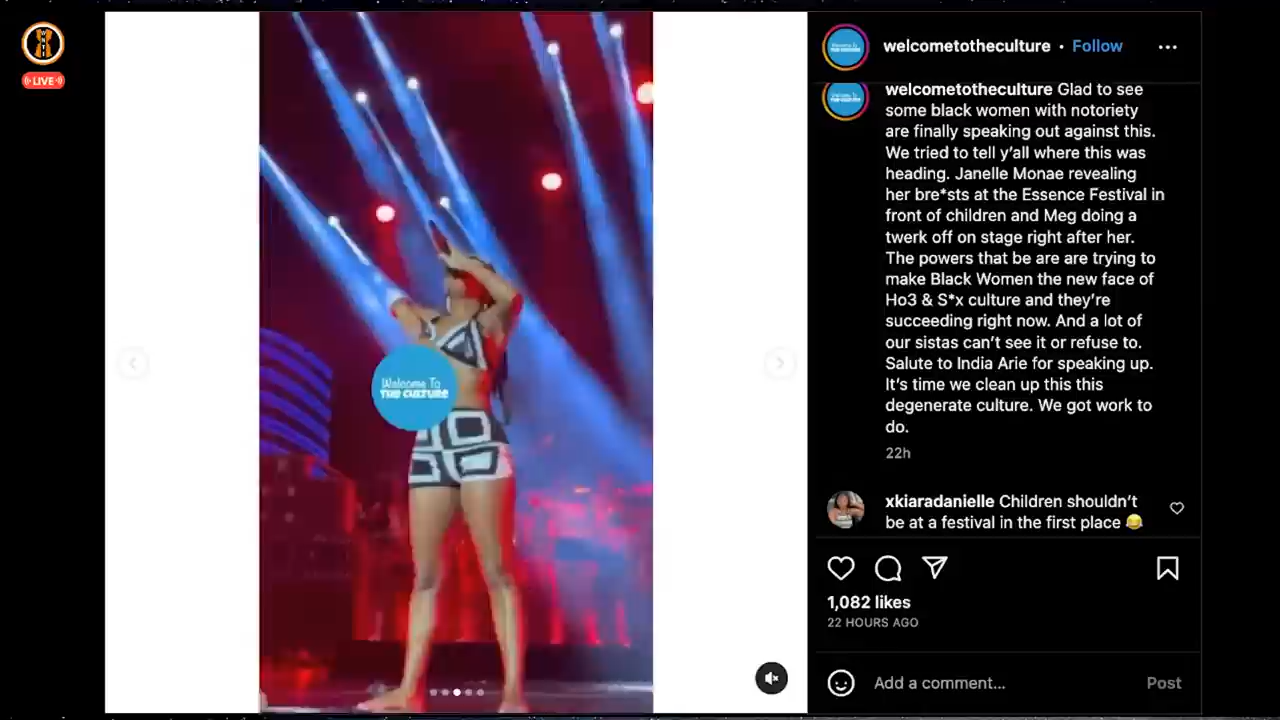 LIVE
Welcome To
THE CULTURE
welcometotheculture • Follow
welcometotheculture Glad to see
some black women with notoriety
are finally speaking out against this.
We tried to tell y’all where this was
heading. Janelle Monae revealing
her bre*sts at the Essence Festival in
front of children and Meg doing a
twerk off on stage right after her.
The powers that be are are trying to
make Black Women the new face of
Ho3 & S*x culture and they’re
succeeding right now. And a lot of
our sistas can’t see it or refuse to.
Salute to India Arie for speaking up.
It’s time we clean up this this
degenerate culture. We got work to
do.
22h
xkiaradanielle Children shouldn’t
be at a festival in the first place 😂
1,082 likes
22 HOURS AGO
Add a comment...
Post